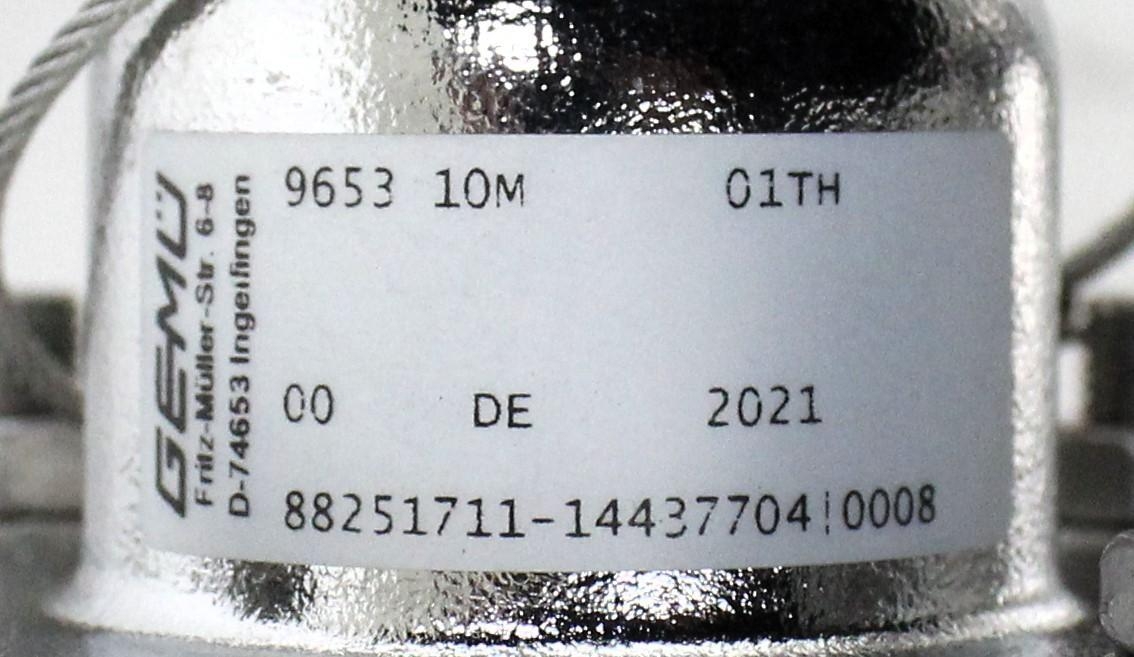 GEMÜ
Fritz-Müller-Str. 6-8
D-74653 Ingelfingen
9653 10M 01TH
00 DE 2021
88251711-14437704|0008